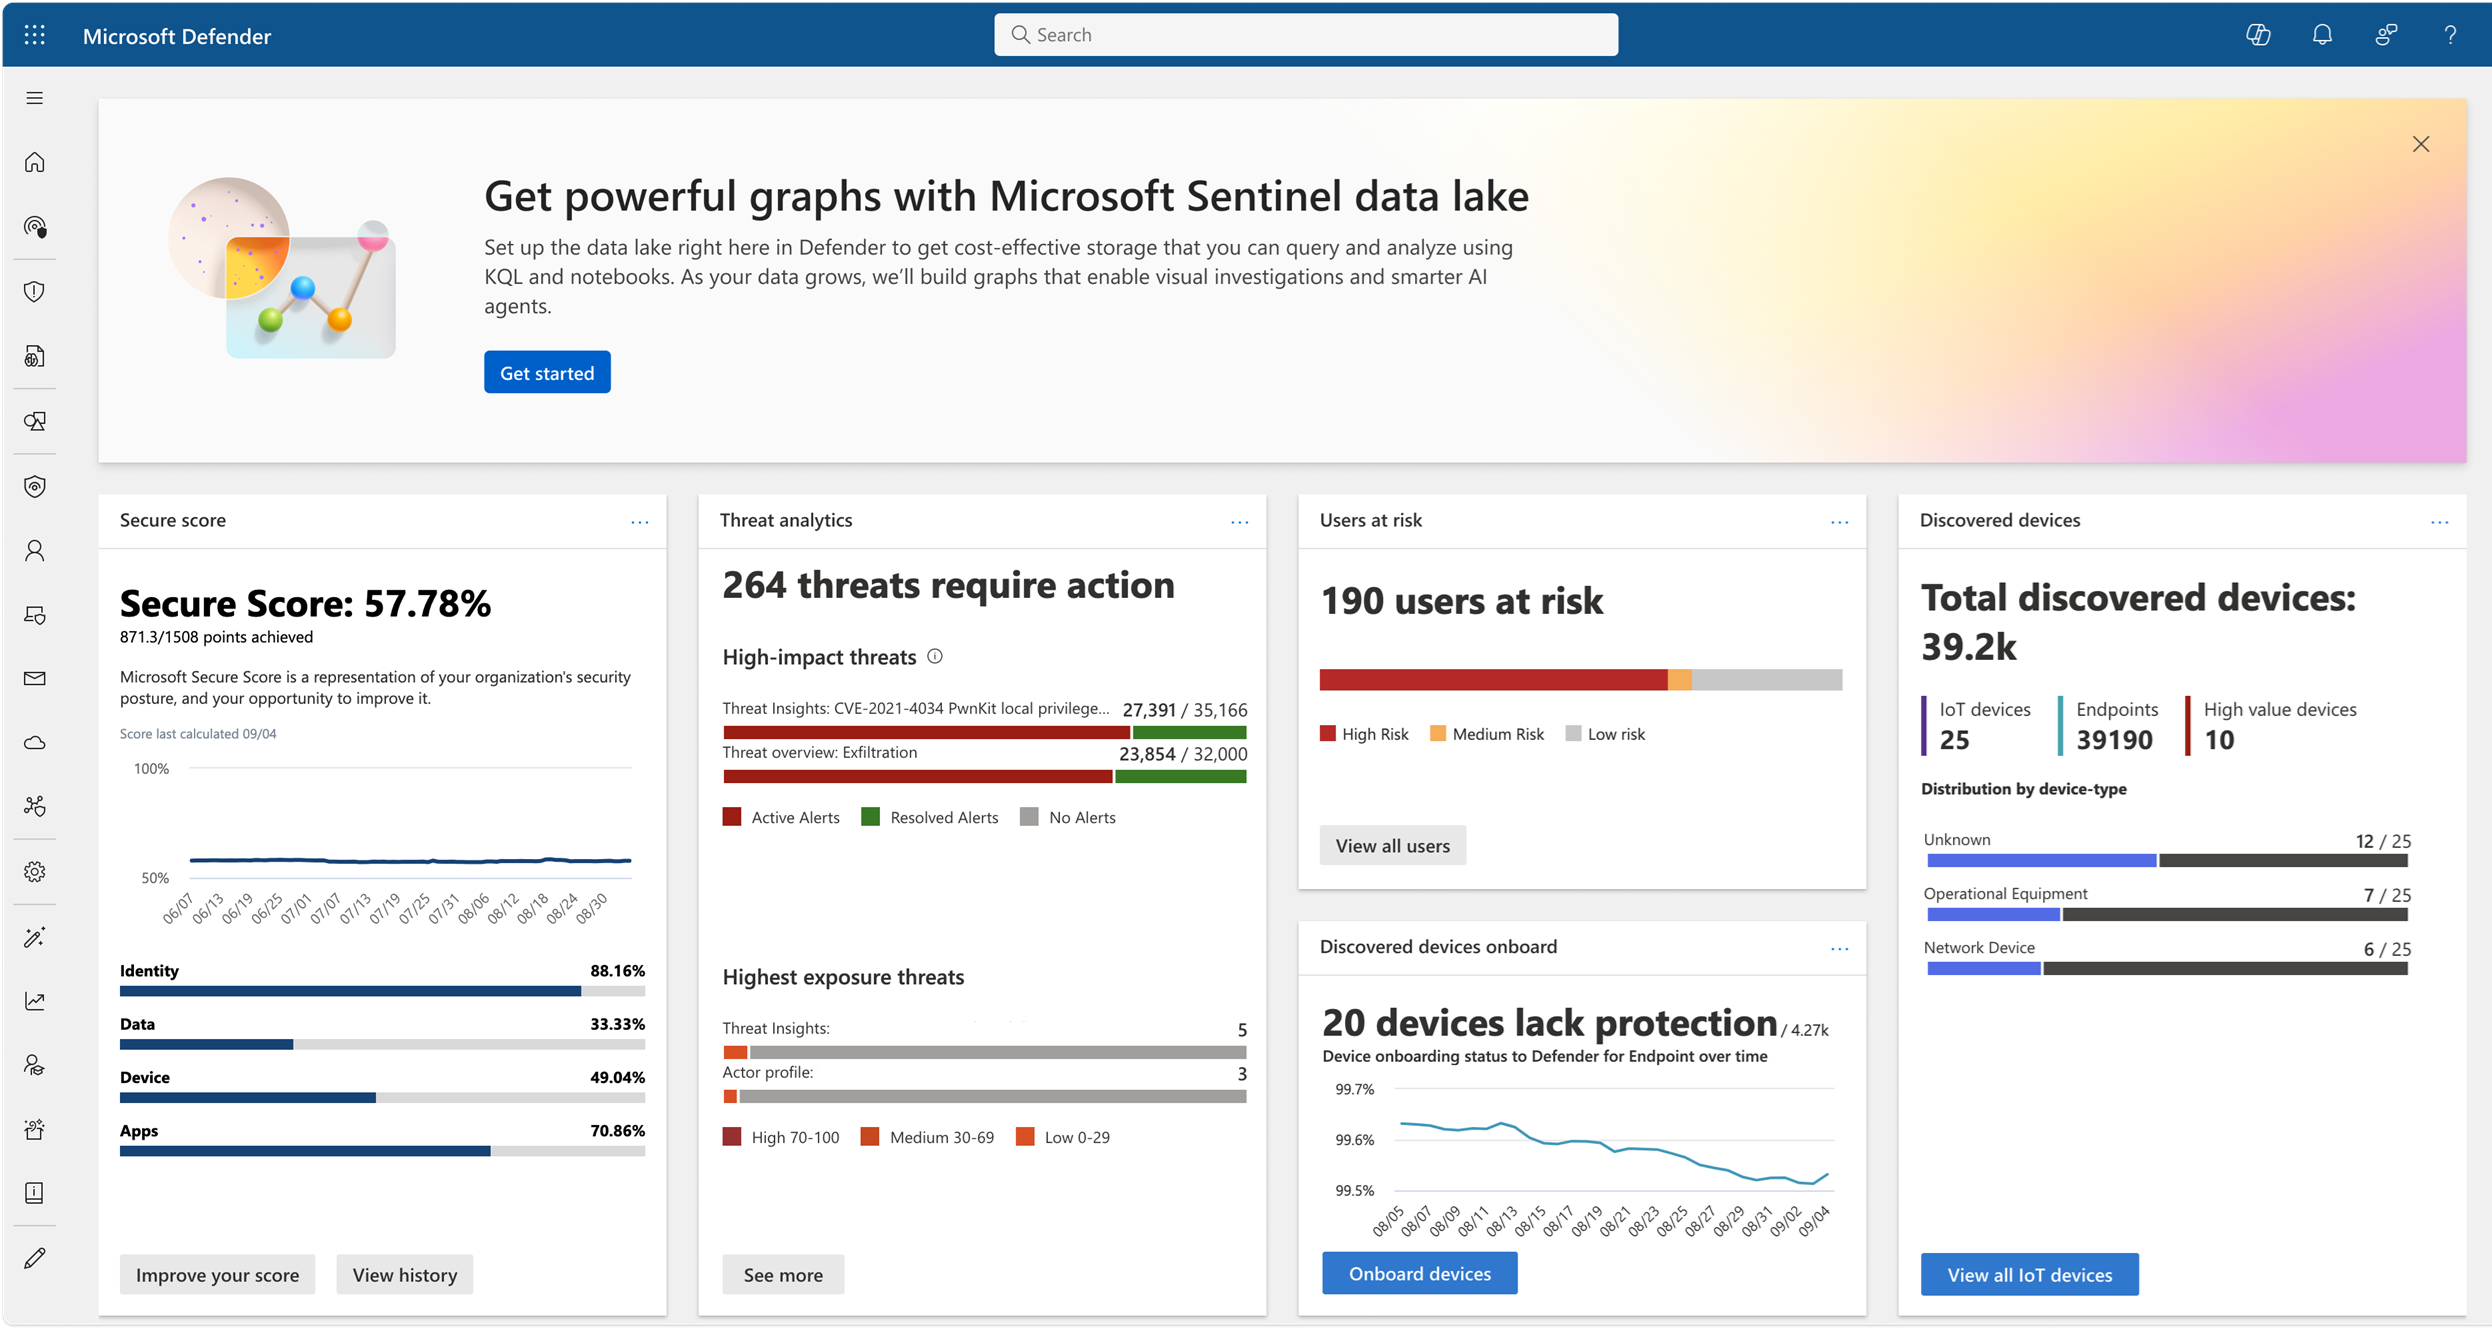 Microsoft Defender
Search
Get powerful graphs with Microsoft Sentinel data lake
Set up the data lake right here in Defender to get cost-effective storage that you can query and analyze using
KQL and notebooks. As your data grows, we'll build graphs that enable visual investigations and smarter AI
agents.
Get started
Secure score
Secure Score: 57.78%
871.3/1508 points achieved
Microsoft Secure Score is a representation of your organization's security
posture, and your opportunity to improve it.
Score last calculated 09/04
100%
50%
06/07 06/13 06/19 06/25 07/01 07/07 07/13 07/19 07/25 07/31 08/06 08/12 08/18 08/24 08/30
Identity 88.16%
Data 33.33%
Device 49.04%
Apps 70.86%
Improve your score View history
Threat analytics
264 threats require action
High-impact threats
Threat Insights: CVE-2021-4034 PwnKit local privilege... 27,391 / 35,166
Threat overview: Exfiltration 23,854 / 32,000
Active Alerts Resolved Alerts No Alerts
Highest exposure threats
Threat Insights: 5
Actor profile: 3
High 70-100 Medium 30-69 Low 0-29
See more
Users at risk
190 users at risk
High Risk Medium Risk Low risk
View all users
Discovered devices onboard
20 devices lack protection / 4.27k
Device onboarding status to Defender for Endpoint over time
99.7%
99.6%
99.5%
08/05 08/07 08/09 08/11 08/13 08/15 08/17 08/19 08/21 08/23 08/25 08/27 08/29 08/31 09/02 09/04
Onboard devices
Discovered devices
Total discovered devices:
39.2k
IoT devices Endpoints High value devices
25 39190 10
Distribution by device-type
Unknown 12 / 25
Operational Equipment 7 / 25
Network Device 6 / 25
View all IoT devices